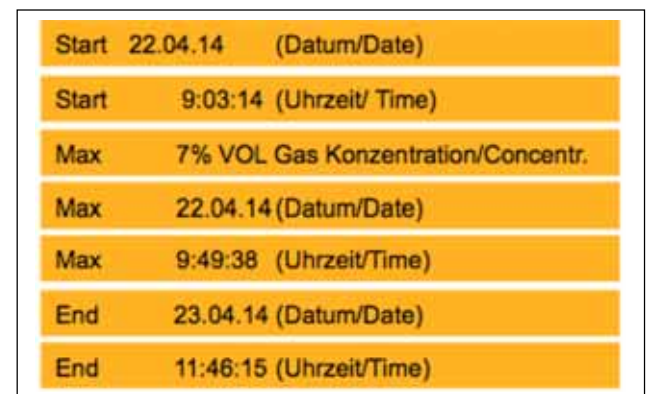 Start 22.04.14 (Datum/Date)
Start 9:03:14 (Uhrzeit/ Time)
Max 7% VOL Gas Konzentration/Concentr.
Max 22.04.14 (Datum/Date)
Max 9:49:38 (Uhrzeit/Time)
End 23.04.14 (Datum/Date)
End 11:46:15 (Uhrzeit/Time)